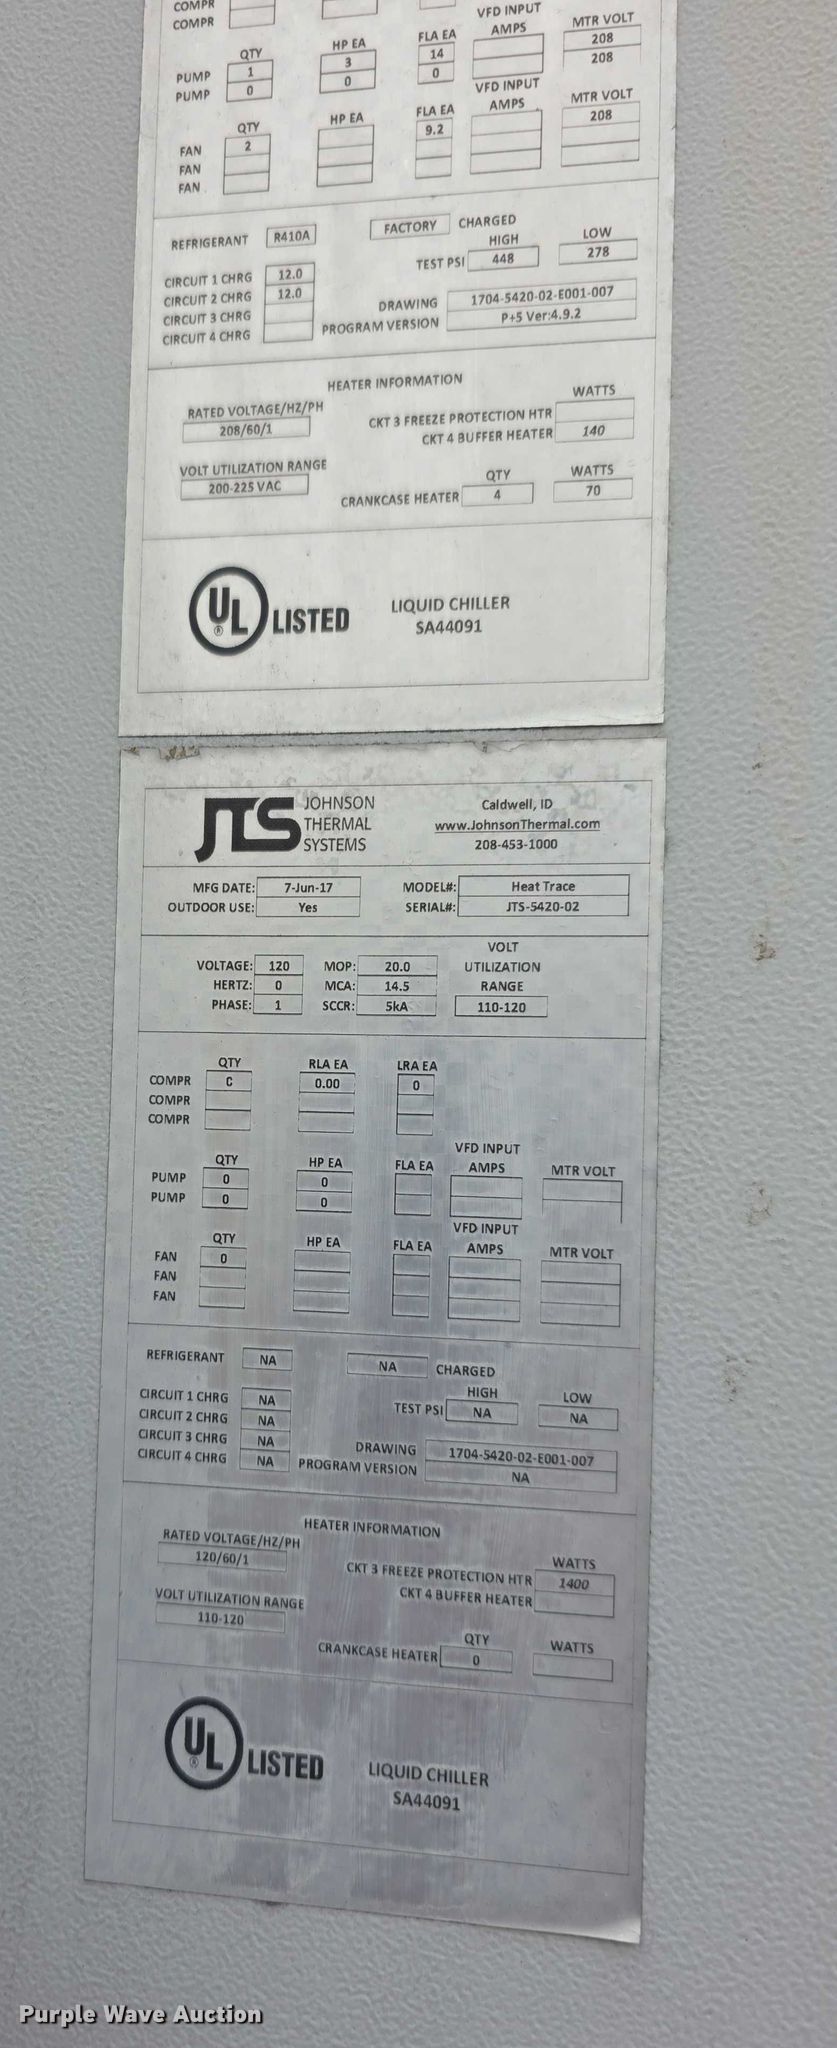 COMPR
COMPR
QTY HP EA FLA EA VFD INPUT AMPS MTR VOLT
PUMP 1 3 14 208
PUMP 0 0 0 208
QTY HP EA FLA EA VFD INPUT AMPS MTR VOLT
FAN 2 9.2 208
FAN
FAN
REFRIGERANT R410A FACTORY CHARGED
HIGH LOW
TEST PSI 448 278
CIRCUIT 1 CHRG 12.0
CIRCUIT 2 CHRG 12.0
CIRCUIT 3 CHRG
CIRCUIT 4 CHRG
DRAWING 1704-5420-02-E001-007
PROGRAM VERSION P+5 Ver:4.9.2
HEATER INFORMATION
RATED VOLTAGE/HZ/PH
208/60/1
WATTS
CKT 3 FREEZE PROTECTION HTR
CKT 4 BUFFER HEATER 140
VOLT UTILIZATION RANGE
200-225 VAC
QTY WATTS
CRANKCASE HEATER 4 70
UL ® LISTED
LIQUID CHILLER
SA44091
JTS JOHNSON
THERMAL
SYSTEMS
Caldwell, ID
www.JohnsonThermal.com
208-453-1000
MFG DATE: 7-Jun-17 MODEL#: Heat Trace
OUTDOOR USE: Yes SERIAL#: JTS-5420-02
VOLT
VOLTAGE: 120 MOP: 20.0 UTILIZATION
HERTZ: 0 MCA: 14.5 RANGE
PHASE: 1 SCCR: 5kA 110-120
QTY RLA EA LRA EA
COMPR C 0.00 0
COMPR
COMPR
QTY HP EA FLA EA VFD INPUT AMPS MTR VOLT
PUMP 0 0
PUMP 0 0
QTY HP EA FLA EA VFD INPUT AMPS MTR VOLT
FAN 0
FAN
FAN
REFRIGERANT NA NA CHARGED
HIGH LOW
TEST PSI NA NA
CIRCUIT 1 CHRG NA
CIRCUIT 2 CHRG NA
CIRCUIT 3 CHRG NA
CIRCUIT 4 CHRG NA
DRAWING 1704-5420-02-E001-007
PROGRAM VERSION NA
HEATER INFORMATION
RATED VOLTAGE/HZ/PH
120/60/1
WATTS
CKT 3 FREEZE PROTECTION HTR 1400
CKT 4 BUFFER HEATER
VOLT UTILIZATION RANGE
110-120
QTY WATTS
CRANKCASE HEATER 0
UL ® LISTED
LIQUID CHILLER
SA44091
Purple Wave Auction